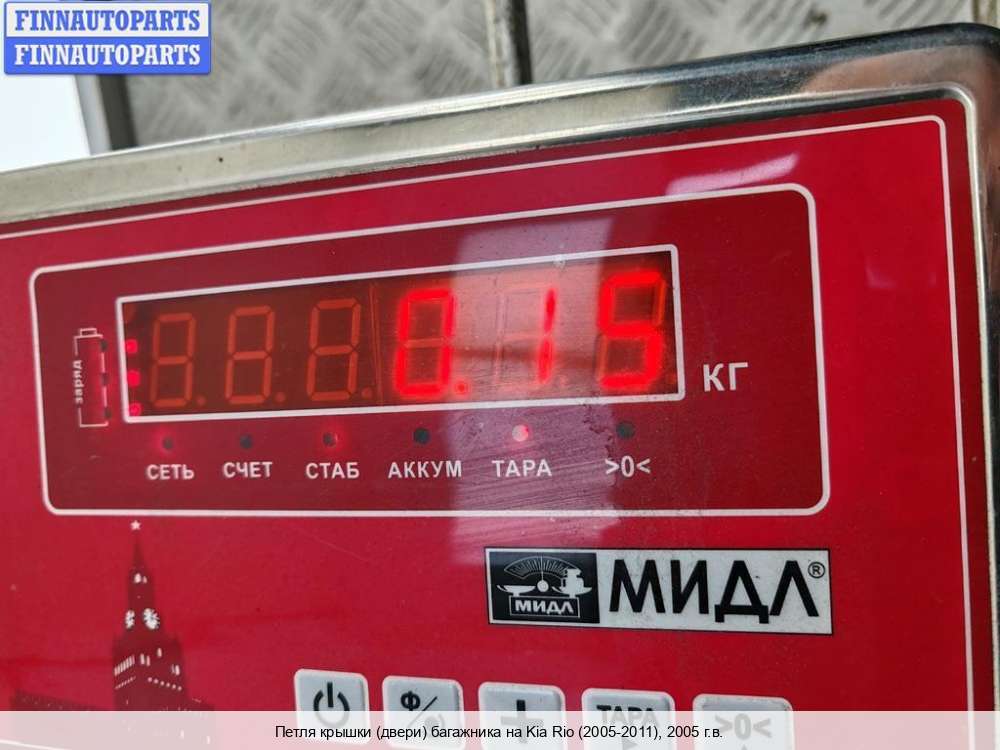 FINNAUTOPARTS
FINNAUTOPARTS
заряд
0.15
КГ
СЕТЬ СЧЕТ СТАБ АККУМ ТАРА >0<
МИДЛ МИДЛ®
Ф/
+
ТАРА
>0<
Петля крышки (двери) багажника на Kia Rio (2005-2011), 2005 г.в.